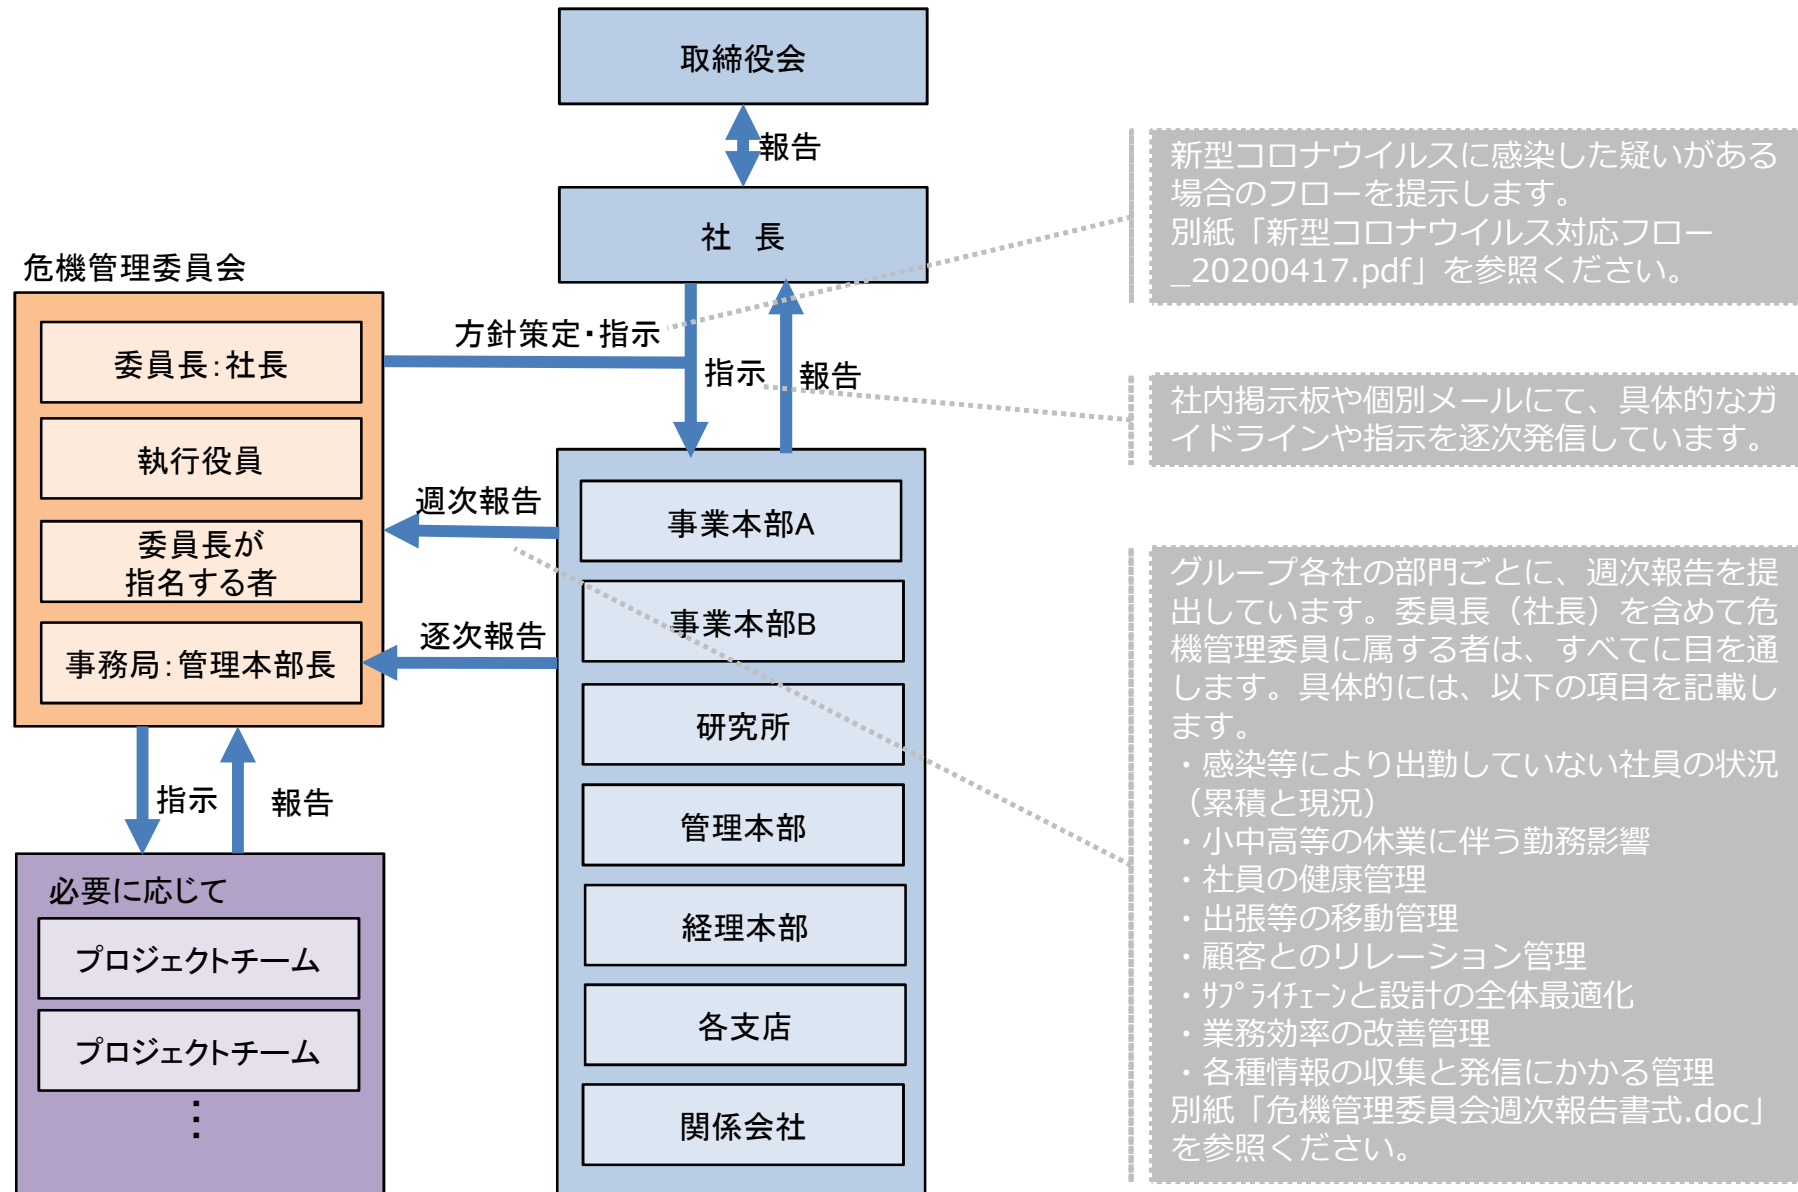 取締役会
報告
社　長
危機管理委員会
委員長：社長
執行役員
委員長が
指名する者
事務局：管理本部長
方針策定・指示
指示
報告
週次報告
逐次報告
指示
報告
必要に応じて
プロジェクトチーム
プロジェクトチーム
…
事業本部A
事業本部B
研究所
管理本部
経理本部
各支店
関係会社
新型コロナウイルスに感染した疑いがある
場合のフローを提示します。
別紙「新型コロナウイルス対応フロー
_20200417.pdf」を参照ください。
社内掲示板や個別メールにて、具体的なガ
イドラインや指示を逐次発信しています。
グループ各社の部門ごとに、週次報告を提
出しています。委員長（社長）を含めて危
機管理委員に属する者は、すべてに目を通
します。具体的には、以下の項目を記載し
ます。
・感染等により出勤していない社員の状況
（累積と現況）
・小中高等の休業に伴う勤務影響
・社員の健康管理
・出張等の移動管理
・顧客とのリレーション管理
・ｻﾌﾟﾗｲﾁｪｰﾝと設計の全体最適化
・業務効率の改善管理
・各種情報の収集と発信にかかる管理
別紙「危機管理委員会週次報告書式.doc」
を参照ください。